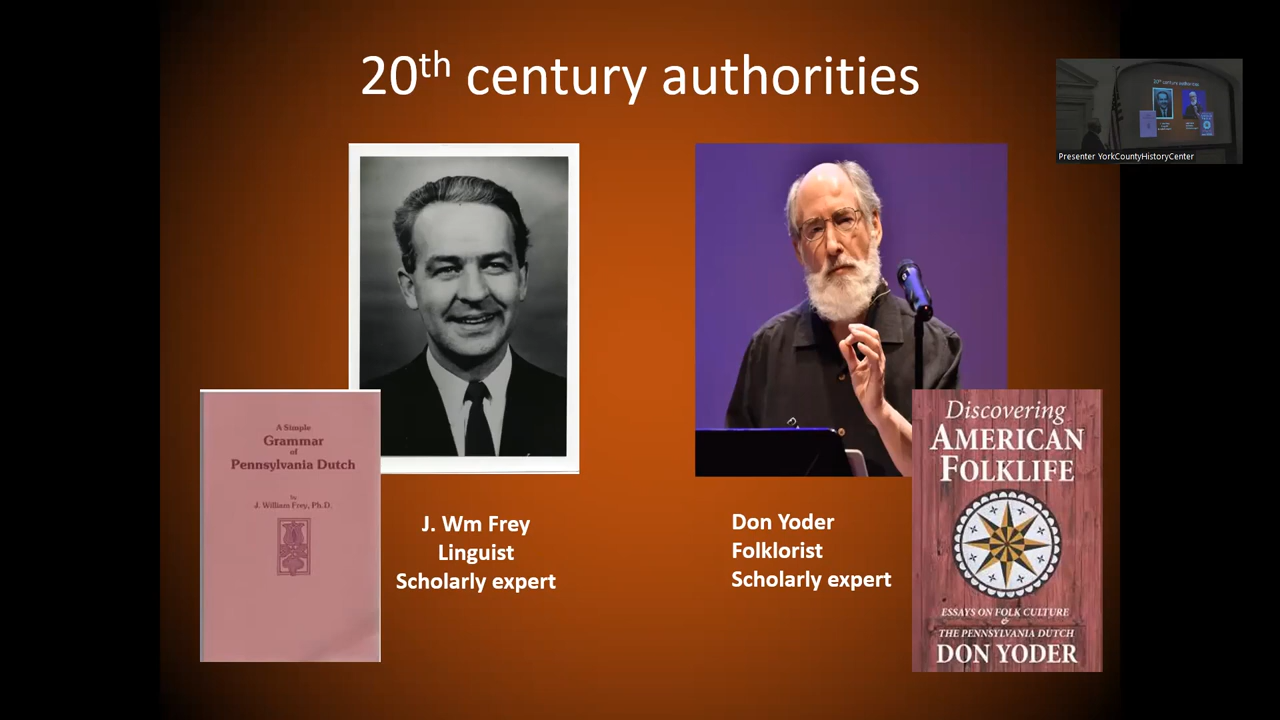 20th century authorities
Presenter YorkCountyHistoryCenter
A Simple
Grammar
of
Pennsylvania Dutch
by
J. William Frey, Ph.D.
J. Wm Frey
Linguist
Scholarly expert
Don Yoder
Folklorist
Scholarly expert
Discovering
AMERICAN
FOLKLIFE
ESSAYS ON FOLK CULTURE
&
THE PENNSYLVANIA DUTCH
DON YODER